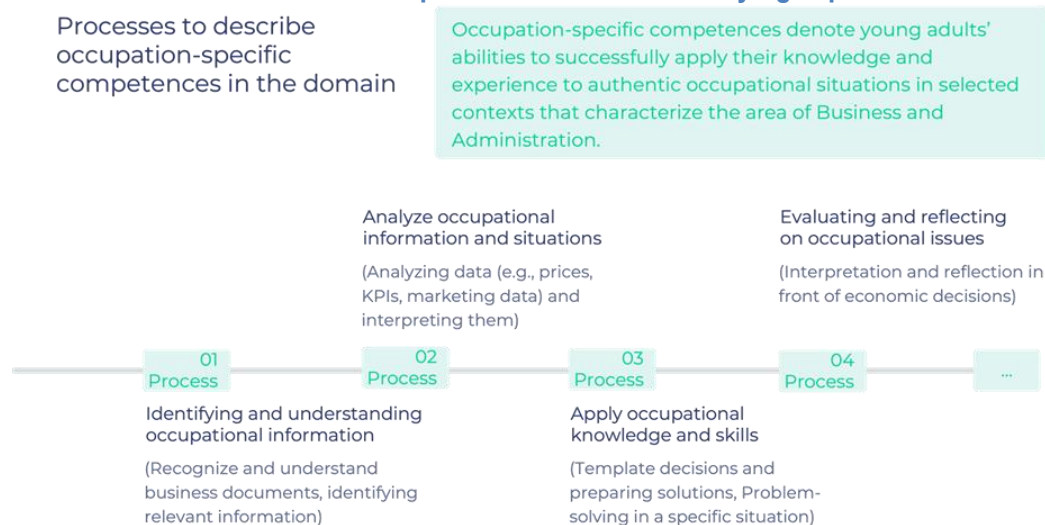 Processes to describe
occupation-specific
competences in the domain
Occupation-specific competences denote young adults'
abilities to successfully apply their knowledge and
experience to authentic occupational situations in selected
contexts that characterize the area of Business and
Administration.
Analyze occupational
information and situations
(Analyzing data (e.g., prices,
KPIs, marketing data) and
interpreting them)
Evaluating and reflecting
on occupational issues
(Interpretation and reflection in
front of economic decisions)
01
Process
02
Process
03
Process
04
Process
...
Identifying and understanding
occupational information
(Recognize and understand
business documents, identifying
relevant information)
Apply occupational
knowledge and skills
(Template decisions and
preparing solutions, Problem-
solving in a specific situation)